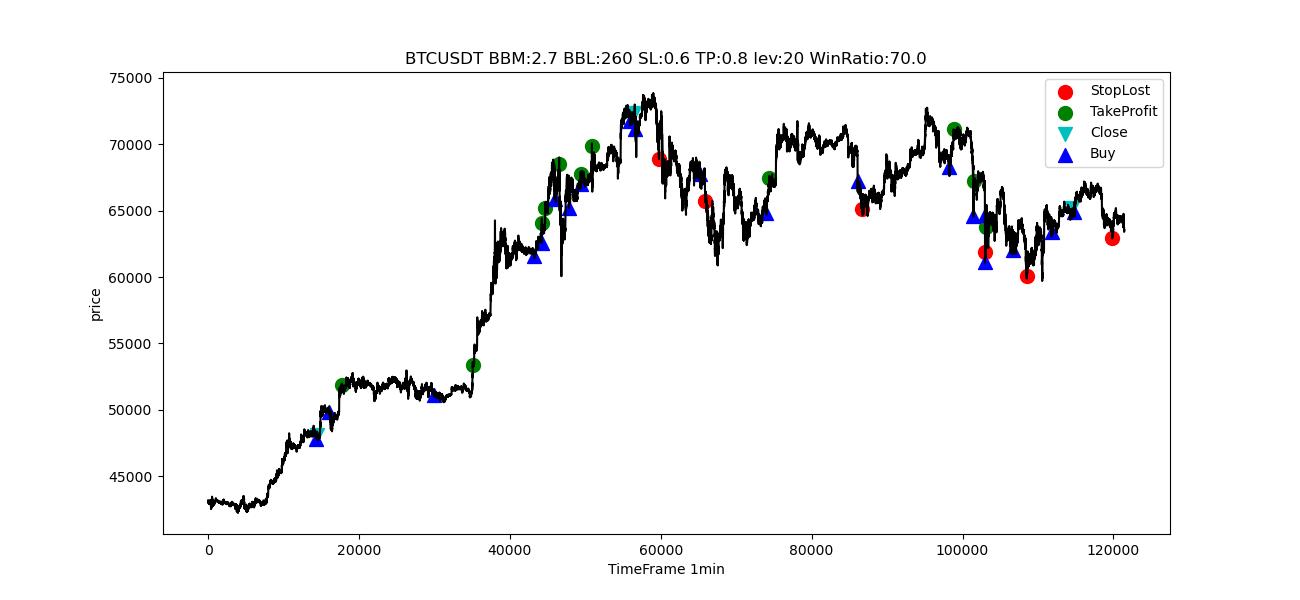 BTCUSDT BBM:2.7 BBL:260 SL:0.6 TP:0.8 lev:20 WinRatio:70.0
75000
70000
65000
60000
55000
50000
45000
price
StopLost
TakeProfit
Close
Buy
0 20000 40000 60000 80000 100000 120000
TimeFrame 1min